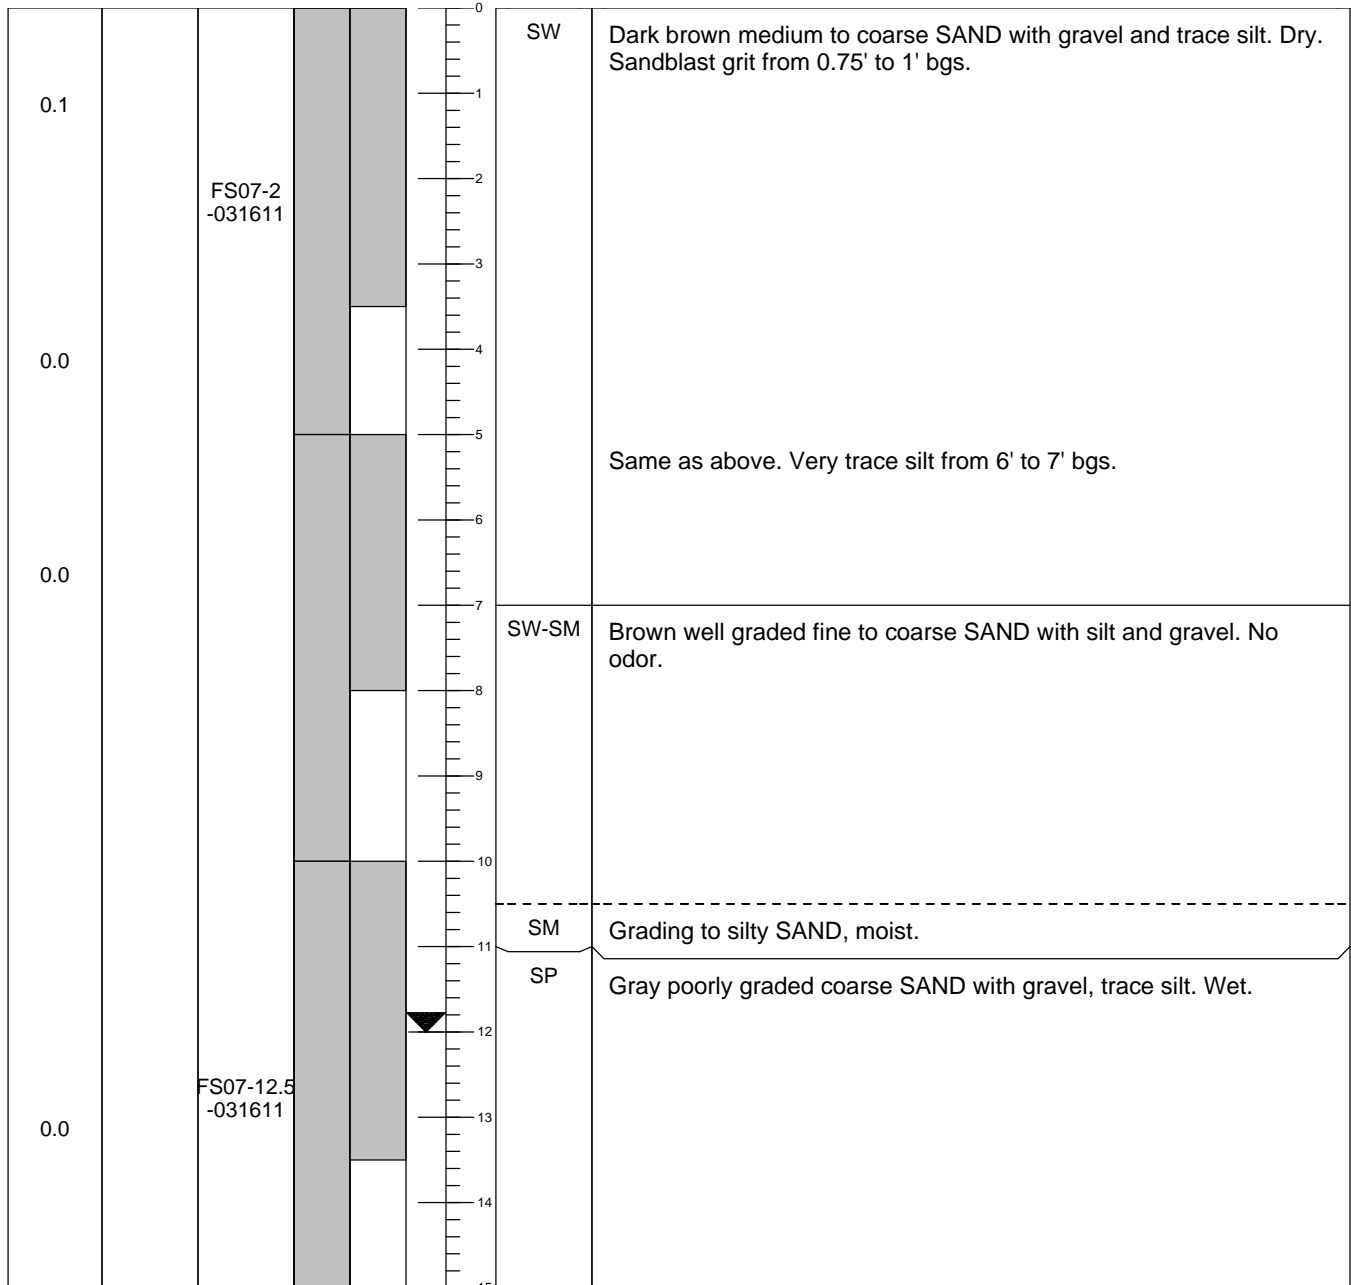 0
SW
Dark brown medium to coarse SAND with gravel and trace silt. Dry.
Sandblast grit from 0.75' to 1' bgs.
0.1
1
2
FS07-2
-031611
3
4
0.0
5
Same as above. Very trace silt from 6' to 7' bgs.
6
0.0
7
SW-SM
Brown well graded fine to coarse SAND with silt and gravel. No
odor.
8
9
10
SM
Grading to silty SAND, moist.
11
SP
Gray poorly graded coarse SAND with gravel, trace silt. Wet.
12
FS07-12.5
-031611
13
0.0
14
15